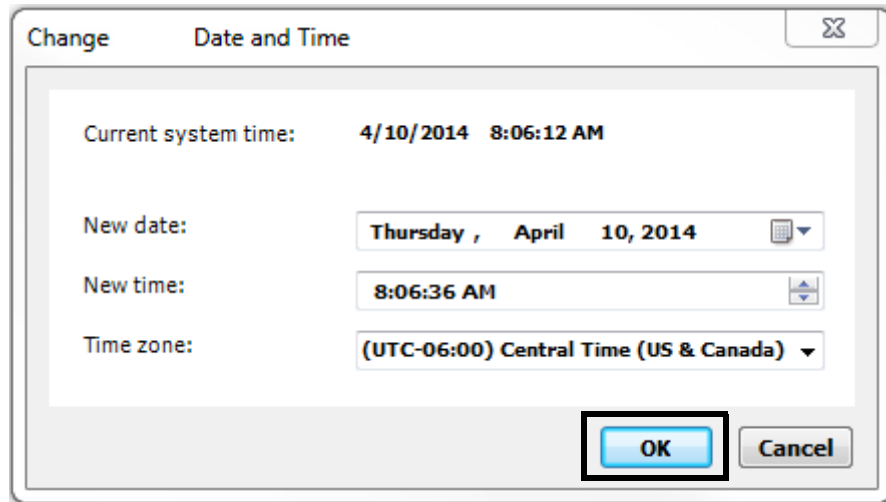 Change Date and Time
Current system time: 4/10/2014 8:06:12 AM
New date: Thursday , April 10, 2014
New time: 8:06:36 AM
Time zone: (UTC-06:00) Central Time (US & Canada)
OK Cancel